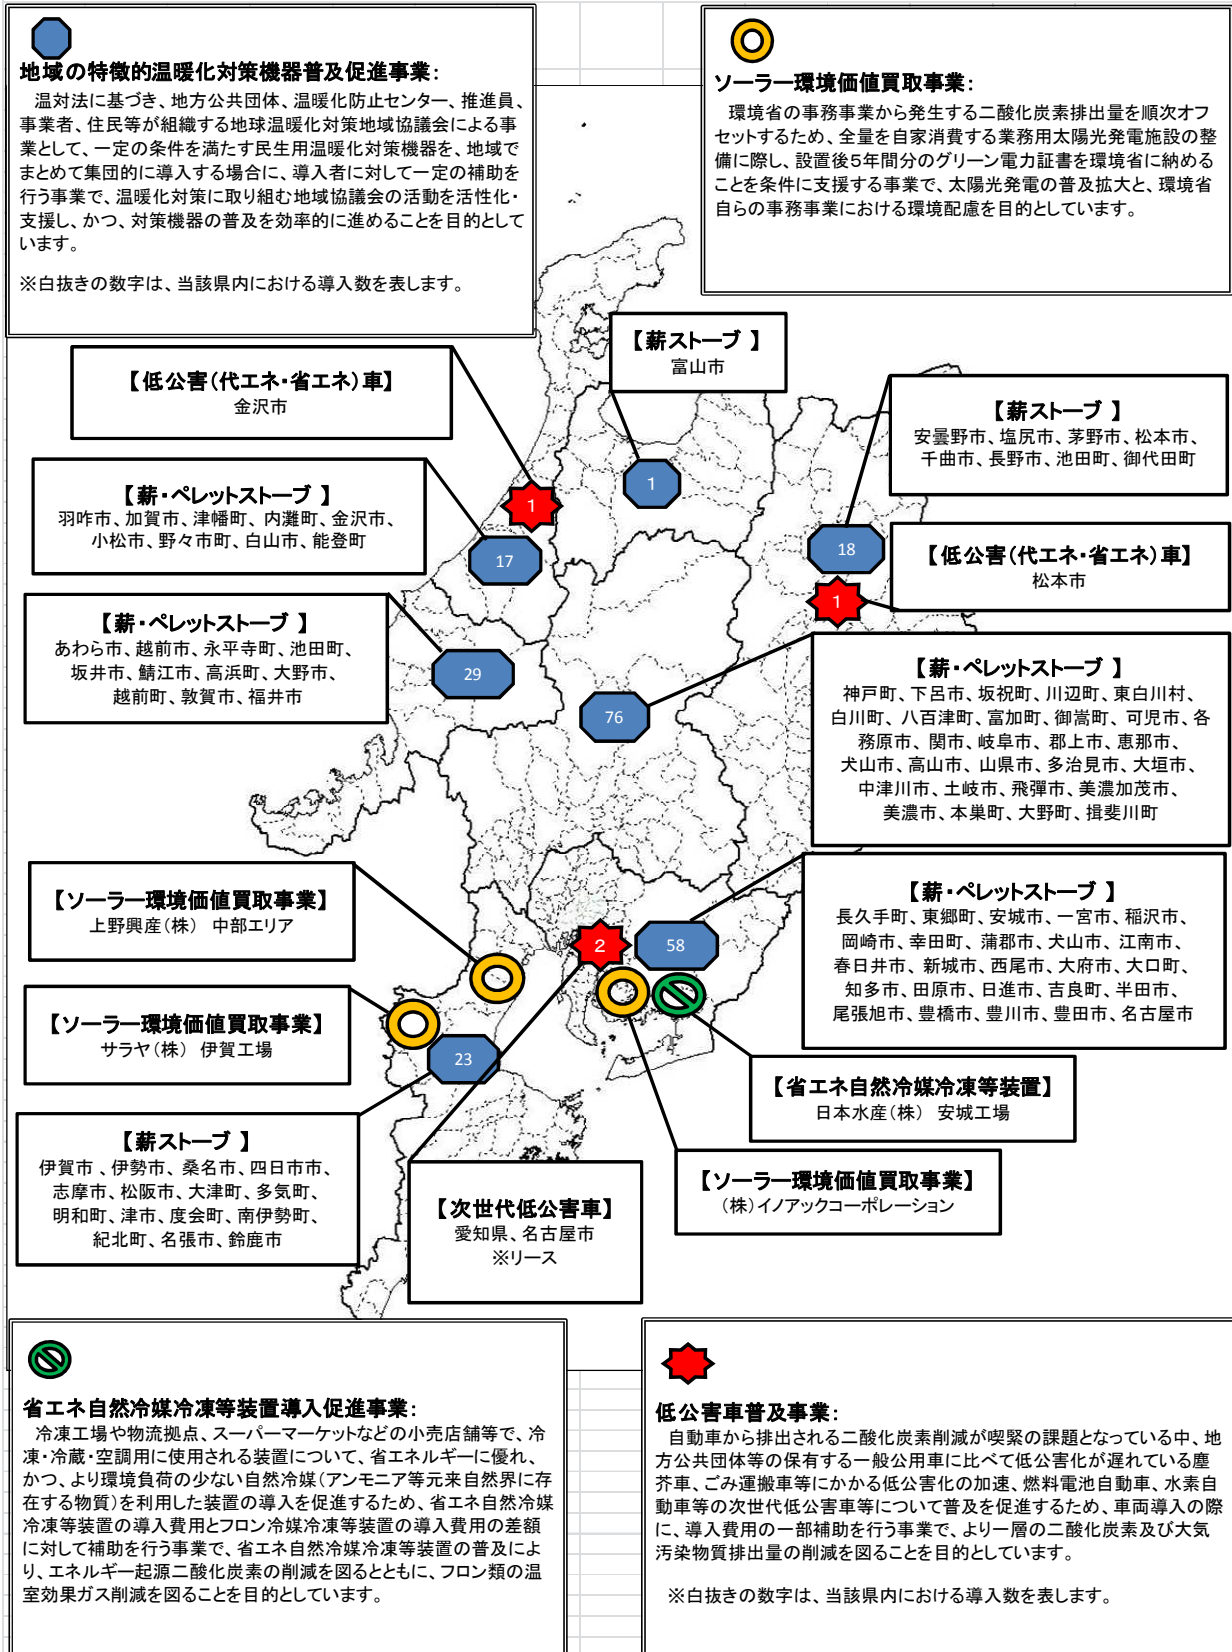 地域の特徴的温暖化対策機器普及促進事業:
温対法に基づき、地方公共団体、温暖化防止センター、推進員、
事業者、住民等が組織する地球温暖化対策地域協議会による事
業として、一定の条件を満たす民生用温暖化対策機器を、地域で
まとめて集団的に導入する場合に、導入者に対して一定の補助を
行う事業で、温暖化対策に取り組む地域協議会の活動を活性化・
支援し、かつ、対策機器の普及を効率的に進めることを目的として
います。
※白抜きの数字は、当該県内における導入数を表します。
ソーラー環境価値買取事業:
環境省の事務事業から発生する二酸化炭素排出量を順次オフ
セットするため、全量を自家消費する業務用太陽光発電施設の整
備に際し、設置後5年間分のグリーン電力証書を環境省に納める
ことを条件に支援する事業で、太陽光発電の普及拡大と、環境省
自らの事務事業における環境配慮を目的としています。
【薪ストーブ 】
富山市
【低公害(代エネ・省エネ)車】
金沢市
【薪ストーブ 】
安曇野市、塩尻市、茅野市、松本市、
千曲市、長野市、池田町、御代田町
【薪・ペレットストーブ 】
羽咋市、加賀市、津幡町、内灘町、金沢市、
小松市、野々市町、白山市、能登町
1
1
17
18
【低公害(代エネ・省エネ)車】
松本市
1
【薪・ペレットストーブ 】
あわら市、越前市、永平寺町、池田町、
坂井市、鯖江市、高浜町、大野市、
越前町、敦賀市、福井市
29
76
【薪・ペレットストーブ 】
神戸町、下呂市、坂祝町、川辺町、東白川村、
白川町、八百津町、富加町、御嵩町、可児市、各
務原市、関市、岐阜市、郡上市、恵那市、
犬山市、高山市、山県市、多治見市、大垣市、
中津川市、土岐市、飛彈市、美濃加茂市、
美濃市、本巣町、大野町、揖斐川町
【ソーラー環境価値買取事業】
上野興産(株) 中部エリア
2
58
【薪・ペレットストーブ 】
長久手町、東郷町、安城市、一宮市、稲沢市、
岡崎市、幸田町、蒲郡市、犬山市、江南市、
春日井市、新城市、西尾市、大府市、大口町、
知多市、田原市、日進市、吉良町、半田市、
尾張旭市、豊橋市、豊川市、豊田市、名古屋市
【ソーラー環境価値買取事業】
サラヤ(株) 伊賀工場
23
【省エネ自然冷媒冷凍等装置】
日本水産(株) 安城工場
【薪ストーブ 】
伊賀市 、伊勢市、桑名市、四日市市、
志摩市、松阪市、大津町、多気町、
明和町、津市、度会町、南伊勢町、
紀北町、名張市、鈴鹿市
【次世代低公害車】
愛知県、名古屋市
※リース
【ソーラー環境価値買取事業】
(株)イノアックコーポレーション
省エネ自然冷媒冷凍等装置導入促進事業:
冷凍工場や物流拠点、スーパーマーケットなどの小売店舗等で、冷
凍・冷蔵・空調用に使用される装置について、省エネルギーに優れ、
かつ、より環境負荷の少ない自然冷媒(アンモニア等元来自然界に存
在する物質)を利用した装置の導入を促進するため、省エネ自然冷媒
冷凍等装置の導入費用とフロン冷媒冷凍等装置の導入費用の差額
に対して補助を行う事業で、省エネ自然冷媒冷凍等装置の普及によ
り、エネルギー起源二酸化炭素の削減を図るとともに、フロン類の温
室効果ガス削減を図ることを目的としています。
低公害車普及事業:
自動車から排出される二酸化炭素削減が喫緊の課題となっている中、地
方公共団体等の保有する一般公用車に比べて低公害化が遅れている塵
芥車、ごみ運搬車等にかかる低公害化の加速、燃料電池自動車、水素自
動車等の次世代低公害車等について普及を促進するため、車両導入の際
に、導入費用の一部補助を行う事業で、より一層の二酸化炭素及び大気
汚染物質排出量の削減を図ることを目的としています。
※白抜きの数字は、当該県内における導入数を表します。